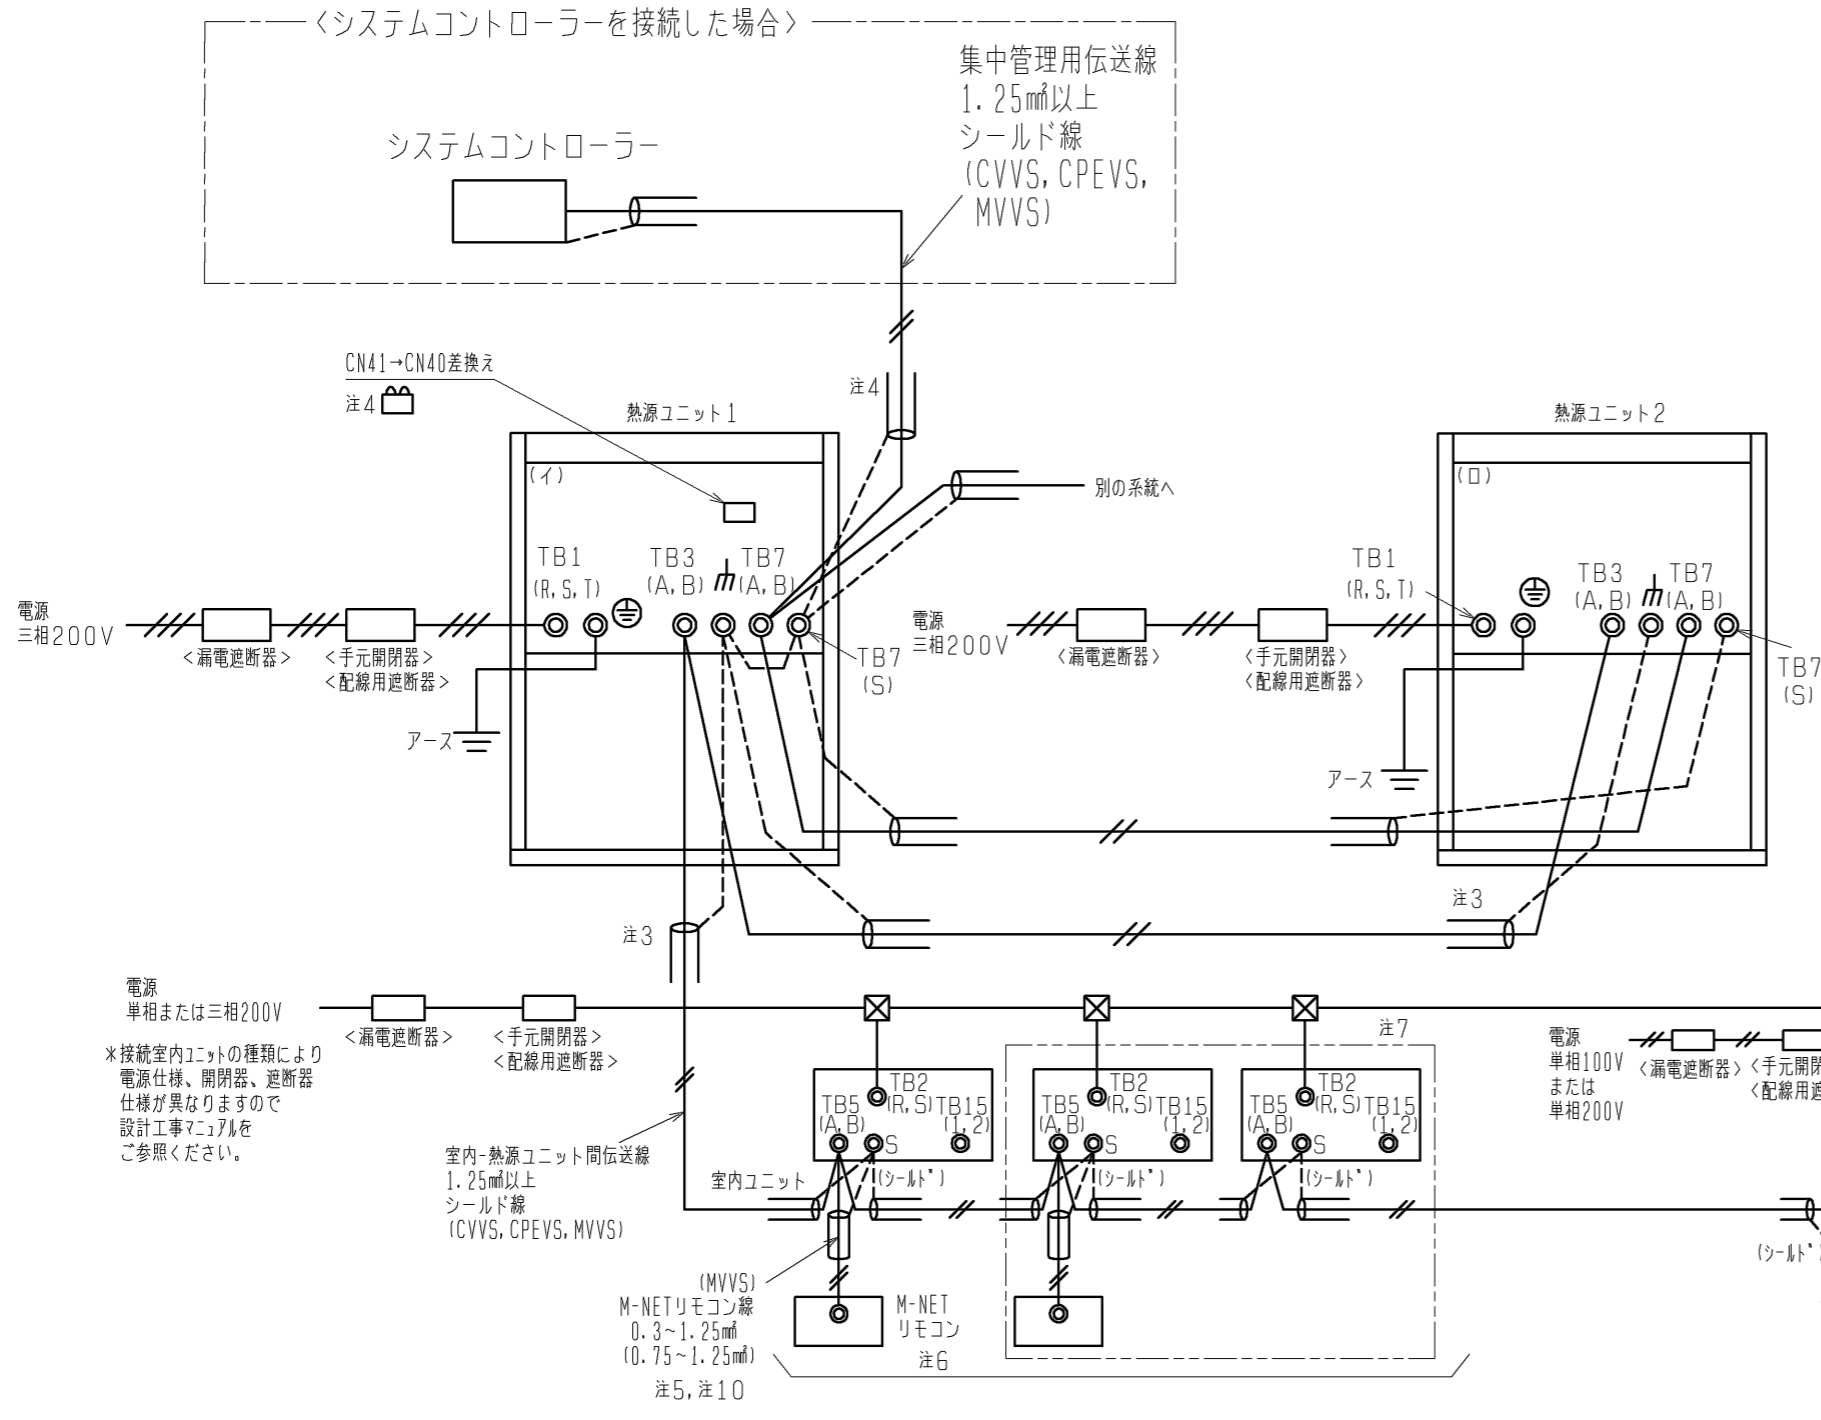 〈システムコントローラーを接続した場合〉
集中管理用伝送線
1.25㎟以上
シールド線
(CVVS, CPEVS,
MVVS)
システムコントローラー
CN41→CN40差換え
注4
注4
熱源ユニット1
熱源ユニット2
(イ)
(ロ)
別の系統へ
TB1
(R, S, T)
TB3
(A, B)
TB7
(A, B)
TB7
(S)
電源
三相200V
<漏電遮断器>
<手元開閉器>
<配線用遮断器>
アース
電源
三相200V
<漏電遮断器>
<手元開閉器>
<配線用遮断器>
TB1
(R, S, T)
TB3
(A, B)
TB7
(A, B)
TB7
(S)
アース
注3
注3
電源
単相または三相200V
<漏電遮断器>
<手元開閉器>
<配線用遮断器>
*接続室内ユニットの種類により
電源仕様、開閉器、遮断器
仕様が異なりますので
設計工事マニュアルを
ご参照ください。
注7
電源
単相100V
または
単相200V
<漏電遮断器>
<手元開閉
<配線用遮
TB2
(R, S)
TB5
(A, B)
S
TB15
(1, 2)
TB2
(R, S)
TB5
(A, B)
S
TB15
(1, 2)
TB2
(R, S)
TB5
(A, B)
S
TB15
(1, 2)
室内-熱源ユニット間伝送線
1.25㎟以上
シールド線
(CVVS, CPEVS, MVVS)
室内ユニット
(シールド)
(シールド)
(シールド)
(シールド
(MVVS)
M-NETリモコン線
0.3~1.25㎟
(0.75~1.25㎟)
注5, 注10
M-NET
リモコン
注6